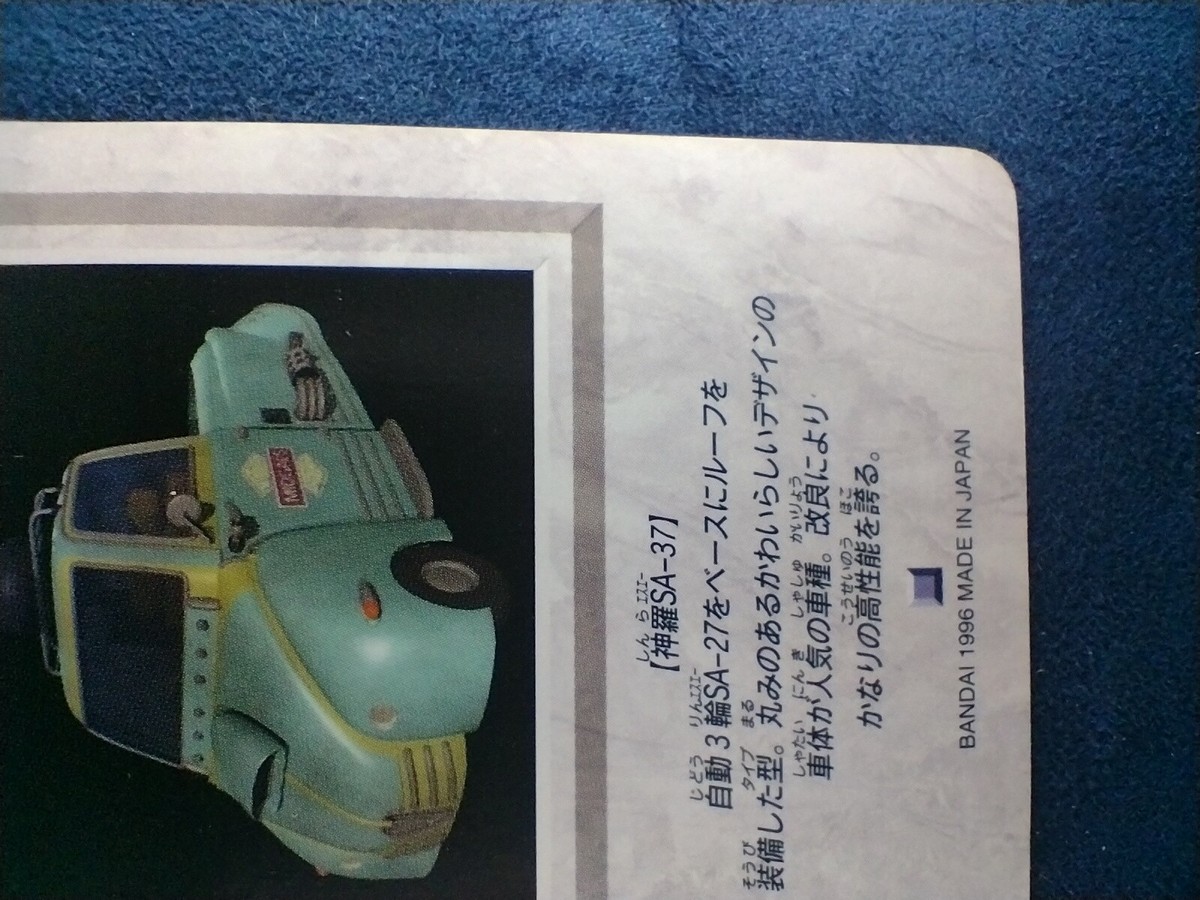 MIDGAR
【神羅SA-37】
自動3輪SA-27をベースにルーフを
装備した型。丸みのあるかわいらしいデザインの
車体が人気の車種。改良により
かなりの高性能を誇る。
BANDAI 1996 MADE IN JAPAN